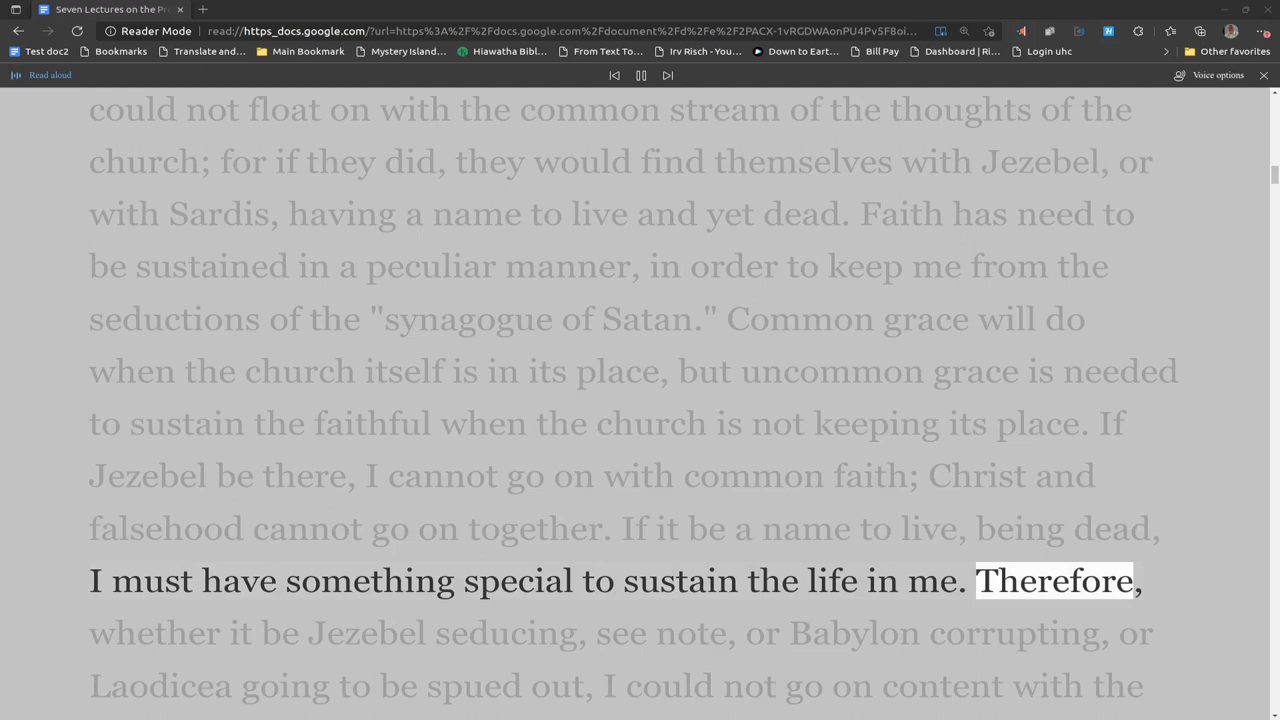 Seven Lectures on the Pr
Reader Mode
read://https_docs.google.com/?url=https%3A%2F%2Fdocs.google.com%2Fdocument%2Fd%2Fe%2F2PACX-1vRGDWAonPU4Pv5F8oi...
Test doc2
Bookmarks
Translate and...
Main Bookmark
Mystery Island...
Hiawatha Bibl...
From Text To...
Irv Risch - You...
Down to Eart...
Bill Pay
Dashboard | Ri...
Login uhc
Other favorites
Read aloud
Voice options
could not float on with the common stream of the thoughts of the
church; for if they did, they would find themselves with Jezebel, or
with Sardis, having a name to live and yet dead. Faith has need to
be sustained in a peculiar manner, in order to keep me from the
seductions of the "synagogue of Satan." Common grace will do
when the church itself is in its place, but uncommon grace is needed
to sustain the faithful when the church is not keeping its place. If
Jezebel be there, I cannot go on with common faith; Christ and
falsehood cannot go on together. If it be a name to live, being dead,
I must have something special to sustain the life in me. Therefore,
whether it be Jezebel seducing, see note, or Babylon corrupting, or
Laodicea going to be spued out, I could not go on content with the